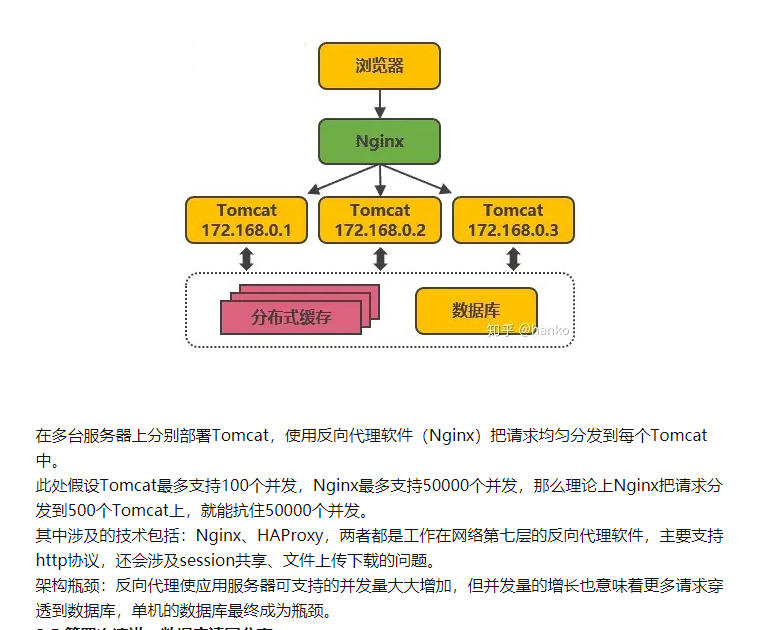 浏览器
Nginx
Tomcat
172.168.0.1
Tomcat
172.168.0.2
Tomcat
172.168.0.3
分布式缓存
数据库
知乎 @hanko
在多台服务器上分别部署Tomcat，使用反向代理软件（Nginx）把请求均匀分发到每个Tomcat
中。
此处假设Tomcat最多支持100个并发，Nginx最多支持50000个并发，那么理论上Nginx把请求分
发到500个Tomcat上，就能抗住50000个并发。
其中涉及的技术包括：Nginx、HAProxy，两者都是工作在网络第七层的反向代理软件，主要支持
http协议，还会涉及session共享、文件上传下载的问题。
架构瓶颈：反向代理使应用服务器可支持的并发量大大增加，但并发量的增长也意味着更多请求穿
透到数据库，单机的数据库最终成为瓶颈。